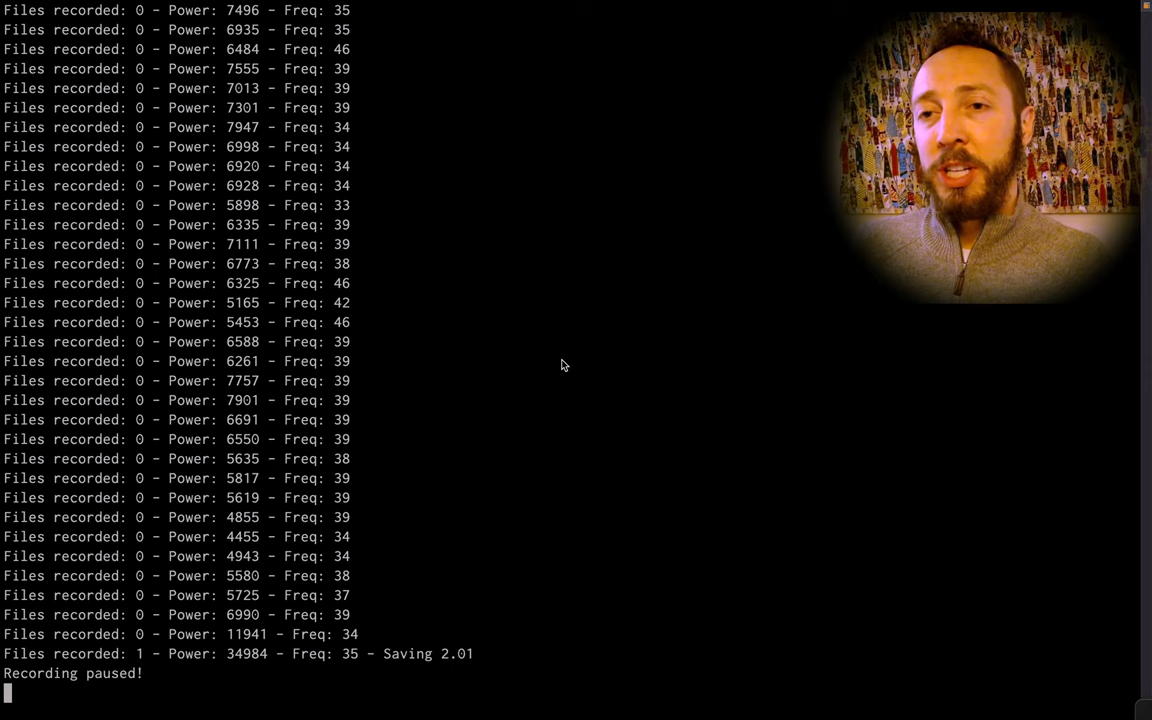 Files recorded: 0 - Power: 7496 - Freq: 35
Files recorded: 0 - Power: 6935 - Freq: 35
Files recorded: 0 - Power: 6484 - Freq: 46
Files recorded: 0 - Power: 7555 - Freq: 39
Files recorded: 0 - Power: 7013 - Freq: 39
Files recorded: 0 - Power: 7301 - Freq: 39
Files recorded: 0 - Power: 7947 - Freq: 34
Files recorded: 0 - Power: 6998 - Freq: 34
Files recorded: 0 - Power: 6920 - Freq: 34
Files recorded: 0 - Power: 6928 - Freq: 34
Files recorded: 0 - Power: 5898 - Freq: 33
Files recorded: 0 - Power: 6335 - Freq: 39
Files recorded: 0 - Power: 7111 - Freq: 39
Files recorded: 0 - Power: 6773 - Freq: 38
Files recorded: 0 - Power: 6325 - Freq: 46
Files recorded: 0 - Power: 5165 - Freq: 42
Files recorded: 0 - Power: 5453 - Freq: 46
Files recorded: 0 - Power: 6588 - Freq: 39
Files recorded: 0 - Power: 6261 - Freq: 39
Files recorded: 0 - Power: 7757 - Freq: 39
Files recorded: 0 - Power: 7901 - Freq: 39
Files recorded: 0 - Power: 6691 - Freq: 39
Files recorded: 0 - Power: 6550 - Freq: 39
Files recorded: 0 - Power: 5635 - Freq: 38
Files recorded: 0 - Power: 5817 - Freq: 39
Files recorded: 0 - Power: 5619 - Freq: 39
Files recorded: 0 - Power: 4855 - Freq: 39
Files recorded: 0 - Power: 4455 - Freq: 34
Files recorded: 0 - Power: 4943 - Freq: 34
Files recorded: 0 - Power: 5580 - Freq: 38
Files recorded: 0 - Power: 5725 - Freq: 37
Files recorded: 0 - Power: 6990 - Freq: 39
Files recorded: 0 - Power: 11941 - Freq: 34
Files recorded: 1 - Power: 34984 - Freq: 35 - Saving 2.01
Recording paused!